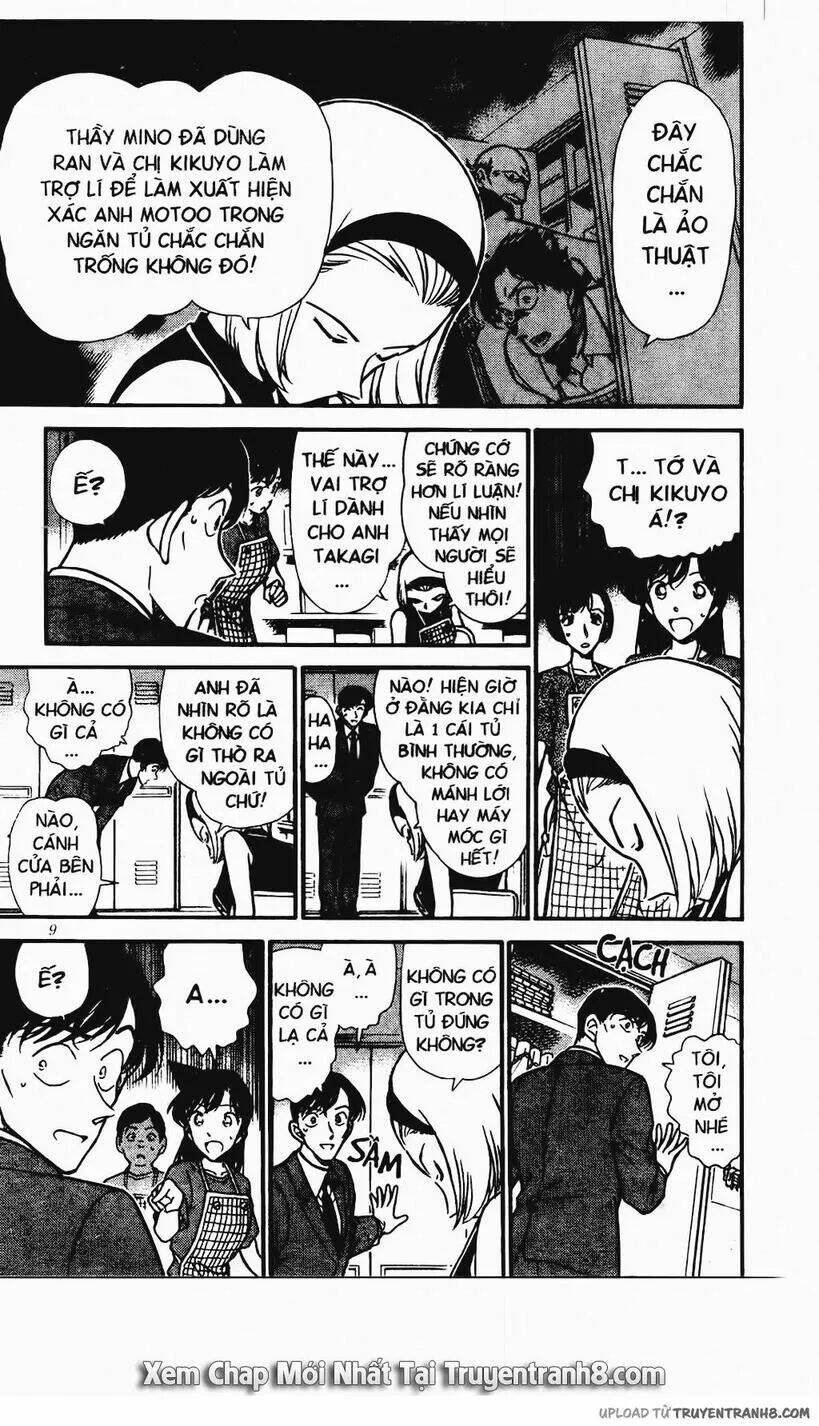 ĐÂY
CHẮC
CHẮN
LÀ ẢO
THUẬT
...
THẦY MINO ĐÃ DÙNG
RAN VÀ CHỊ KIKUYO LÀM
TRỢ LÍ ĐỂ LÀM XUẤT HIỆN
XÁC ANH MOTOO TRONG
NGĂN TỦ CHẮC CHẮN
TRỐNG KHÔNG ĐÓ!
T... TỚ VÀ
CHỊ KIKUYO
Á!?
CHỨNG CỚ
SẼ RÕ RÀNG
HƠN LÍ LUẬN!
NẾU NHÌN
THẤY MỌI
NGƯỜI SẼ
HIỂU
THÔI!
THẾ NÀY...
VAI TRỢ
LÍ DÀNH
CHO ANH
TAKAGI
...
Ế?
NÀO! HIỆN GIỜ
Ở ĐẰNG KIA CHỈ
LÀ 1 CÁI TỦ
BÌNH THƯỜNG,
KHÔNG CÓ
MÁNH LỚI
HAY MÁY
MÓC GÌ
HẾT!
HA
HA
...
ANH ĐÃ
NHÌN RÕ LÀ
KHÔNG CÓ
GÌ THÒ RA
NGOÀI TỦ
CHỨ!
À...
KHÔNG CÓ
GÌ CẢ
...
NÀO,
CÁNH
CỬA BÊN
PHẢI...
9
CẠCH
TÔI,
TÔI
MỞ
NHÉ
...
KHÔNG CÓ
GÌ TRONG
TỦ ĐÚNG
KHÔNG?
À, À
...
KHÔNG
CÓ GÌ
LẠ CẢ
...
SẦM
A...
Ế?
Xem Chap Mới Nhất Tại Truyentranh8.com
UPLOAD TỪ TRUYENTRANH8.COM